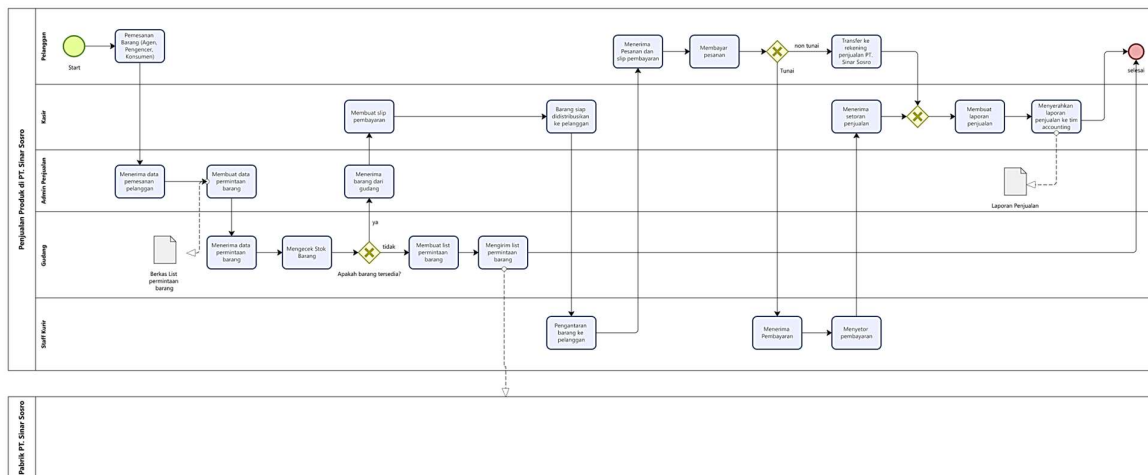 Penjualan Produk di PT. Sinar Sosro
Pelanggan
Start
Pemesanan
Barang (Agen,
Pengencer,
Konsumen)
Menerima
Pesanan dan
slip pembayaran
Membayar
pesanan
non tunai
Tunai
Transfer ke
rekening
penjualan PT.
Sinar Sosro
selesai
Kasir
Membuat slip
pembayaran
Barang siap
didistribusikan
ke pelanggan
Menerima
setoran
penjualan
Membuat
laporan
penjualan
Menyerahkan
laporan
penjualan ke tim
accounting
Admin Penjualan
Menerima data
pemesanan
pelanggan
Membuat data
permintaan
barang
Menerima
barang dari
gudang
Laporan Penjualan
Gudang
Berkas List
permintaan
barang
Menerima data
permintaan
barang
Mengecek Stok
Barang
ya
tidak
Apakah barang tersedia?
Membuat list
permintaan
barang
Mengirim list
permintaan
barang
Staff Kurir
Pengantaran
barang ke
pelanggan
Menerima
Pembayaran
Menyetor
pembayaran
Pabrik PT. Sinar Sosro